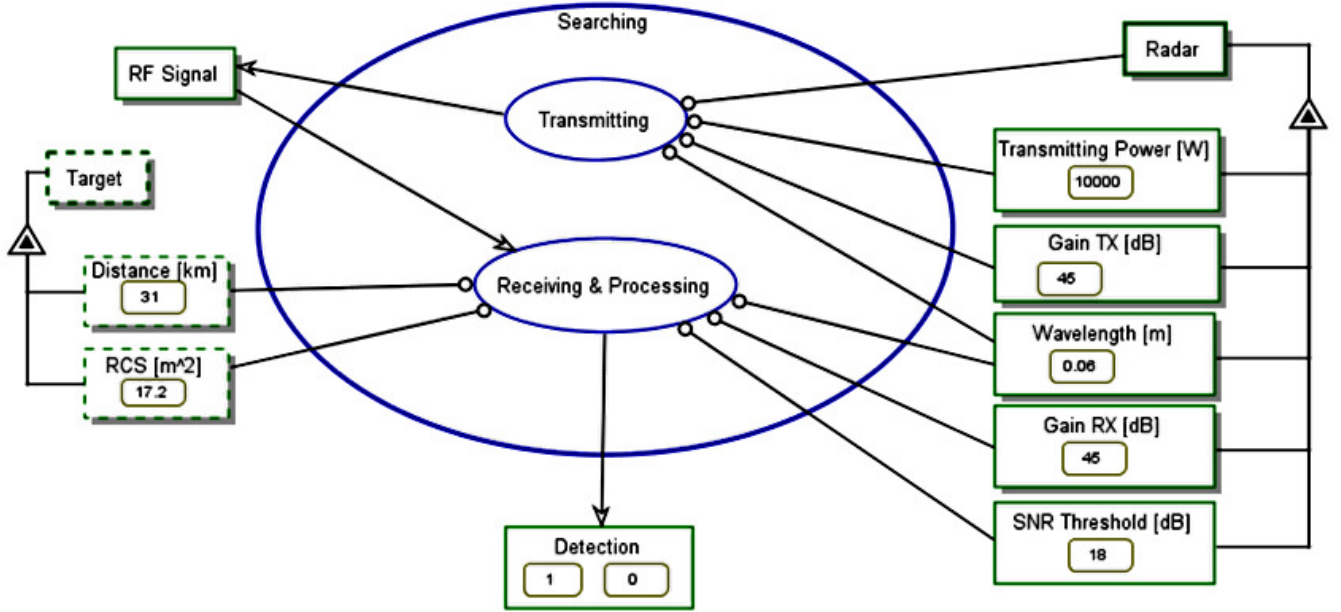 Searching
RF Signal
Radar
Transmitting
Transmitting Power [W]
10000
Target
Gain TX [dB]
45
Distance [km]
31
Receiving & Processing
Wavelength [m]
0.06
RCS [m^2]
17.2
Gain RX [dB]
45
SNR Threshold [dB]
18
Detection
1 0